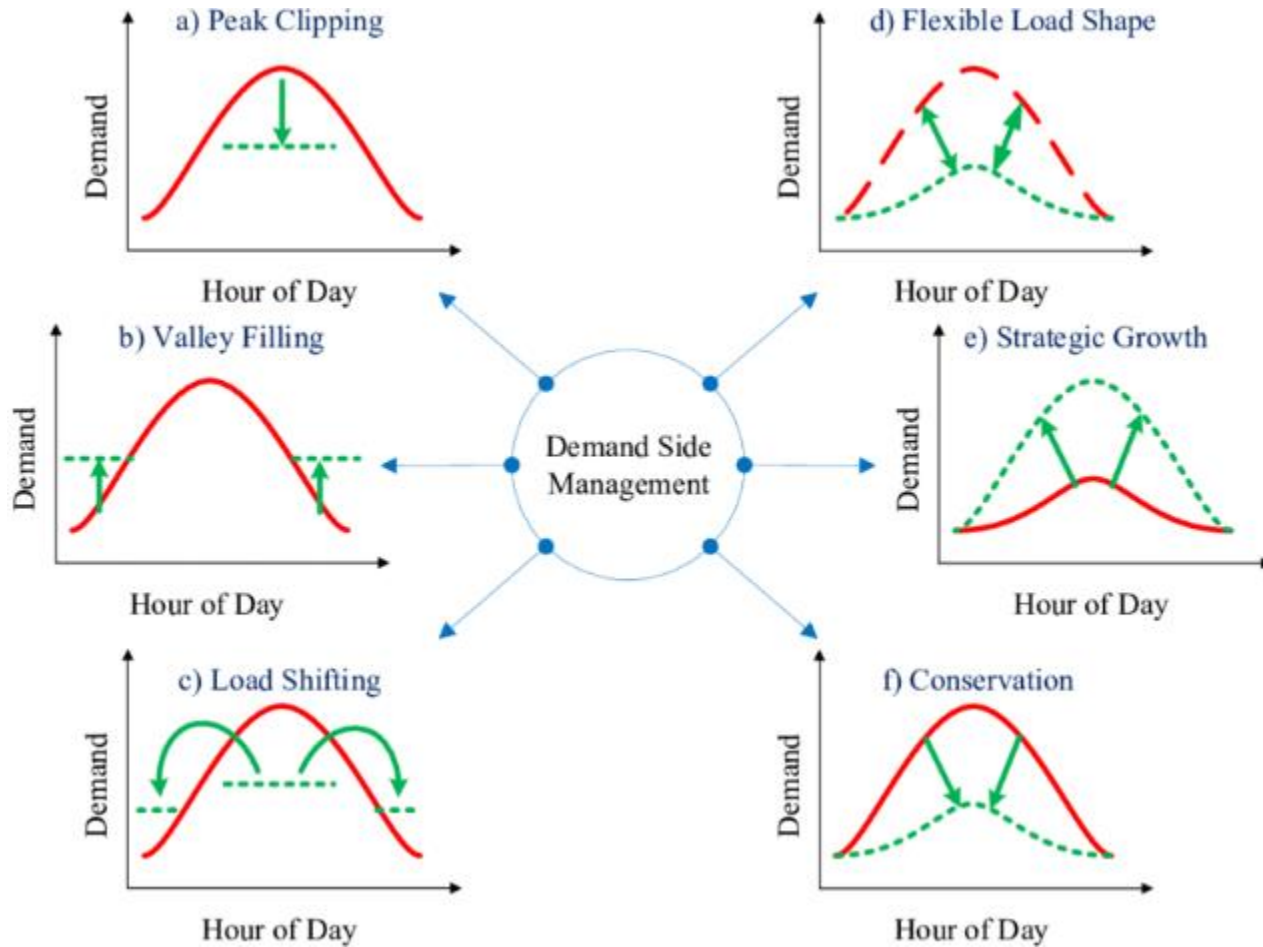 a) Peak Clipping
Demand
Hour of Day
b) Valley Filling
Demand
Hour of Day
c) Load Shifting
Demand
Hour of Day
Demand Side
Management
d) Flexible Load Shape
Demand
Hour of Day
e) Strategic Growth
Demand
Hour of Day
f) Conservation
Demand
Hour of Day